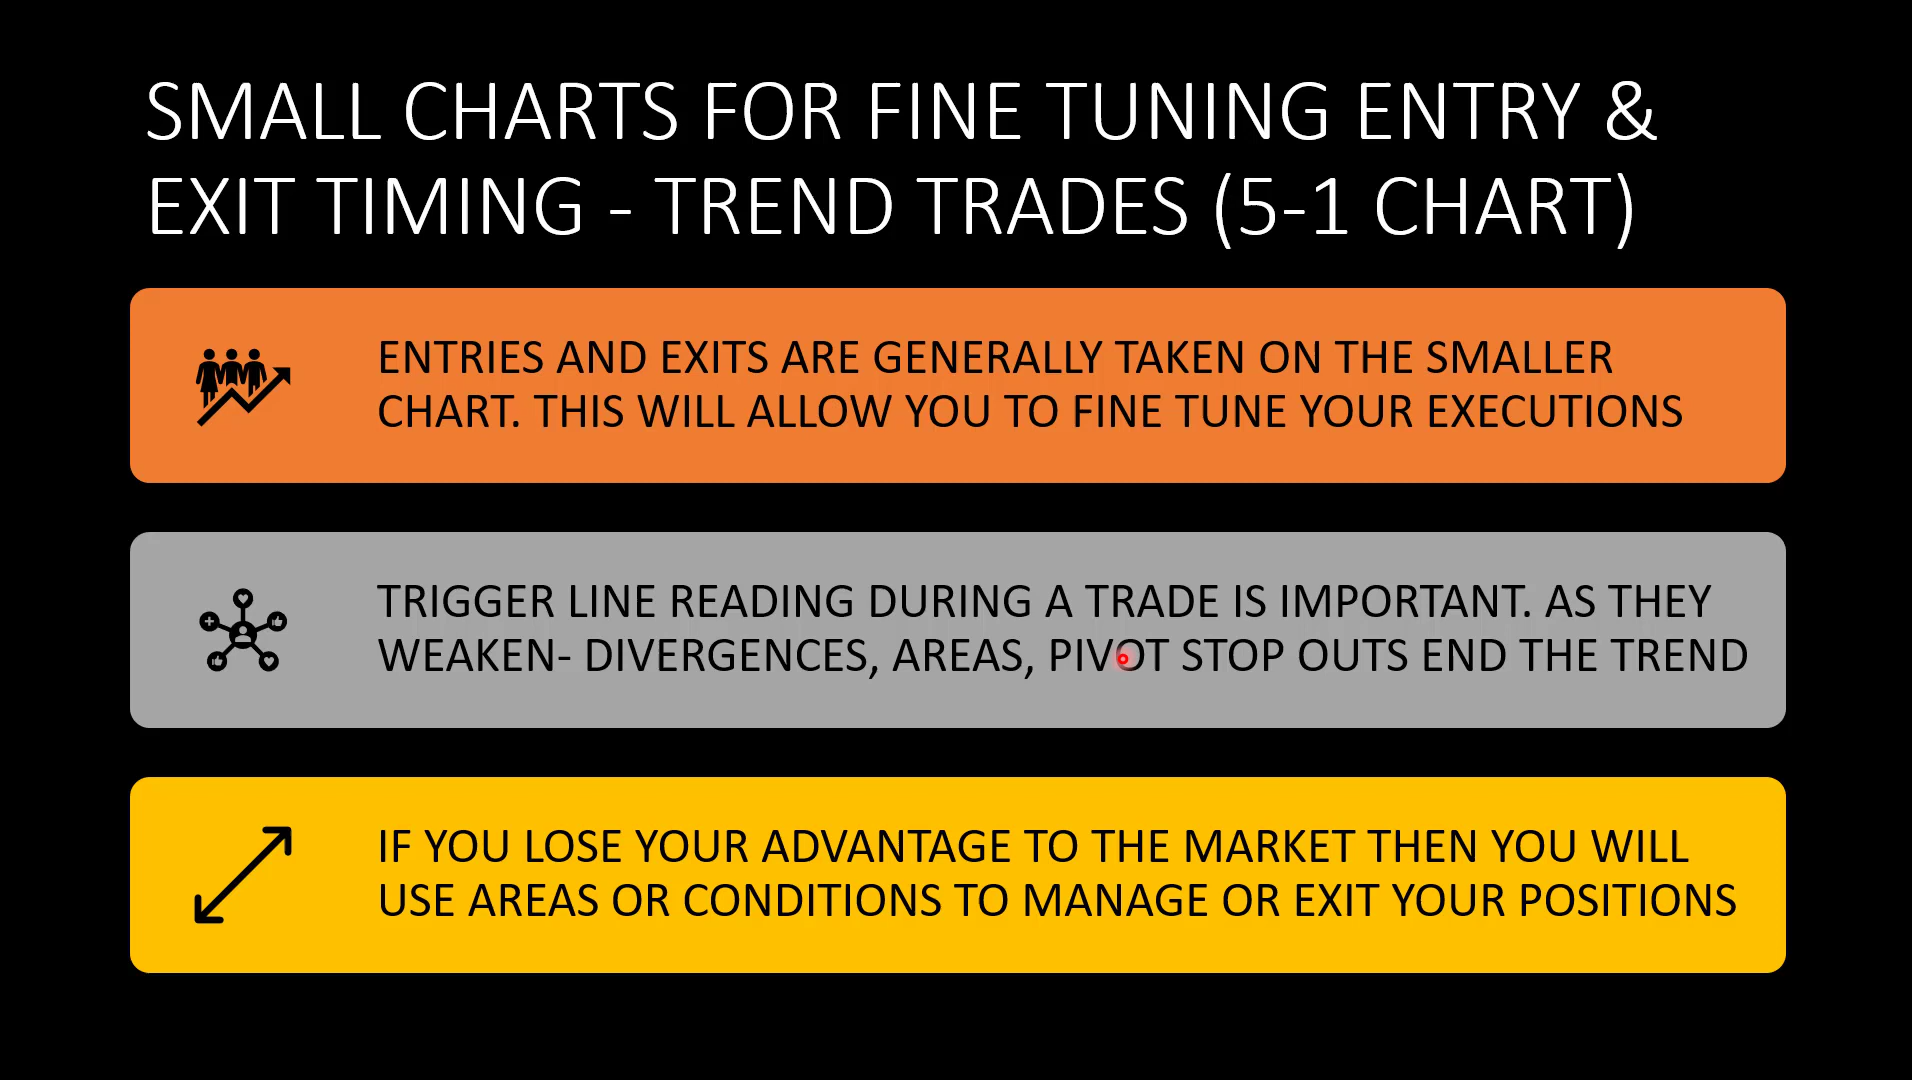 SMALL CHARTS FOR FINE TUNING ENTRY &
EXIT TIMING - TREND TRADES (5-1 CHART)
ENTRIES AND EXITS ARE GENERALLY TAKEN ON THE SMALLER
CHART. THIS WILL ALLOW YOU TO FINE TUNE YOUR EXECUTIONS
TRIGGER LINE READING DURING A TRADE IS IMPORTANT. AS THEY
WEAKEN- DIVERGENCES, AREAS, PIVOT STOP OUTS END THE TREND
IF YOU LOSE YOUR ADVANTAGE TO THE MARKET THEN YOU WILL
USE AREAS OR CONDITIONS TO MANAGE OR EXIT YOUR POSITIONS